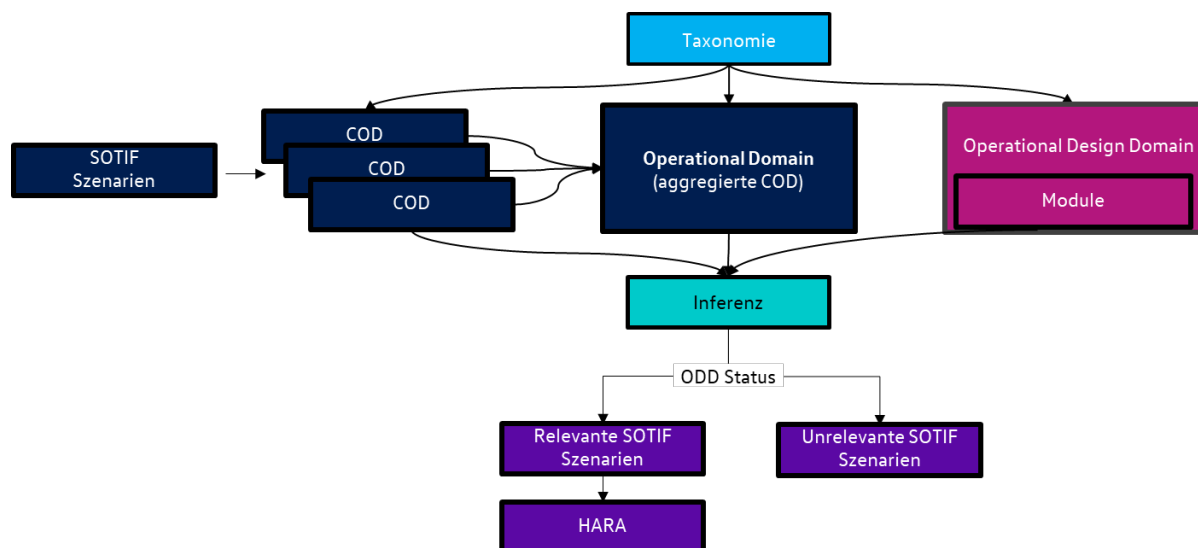 Taxonomie
COD
COD
COD
SOTIF
Szenarien
Operational Domain
(aggregierte COD)
Operational Design Domain
Module
Inferenz
ODD Status
Relevante SOTIF
Szenarien
Unrelevante SOTIF
Szenarien
HARA